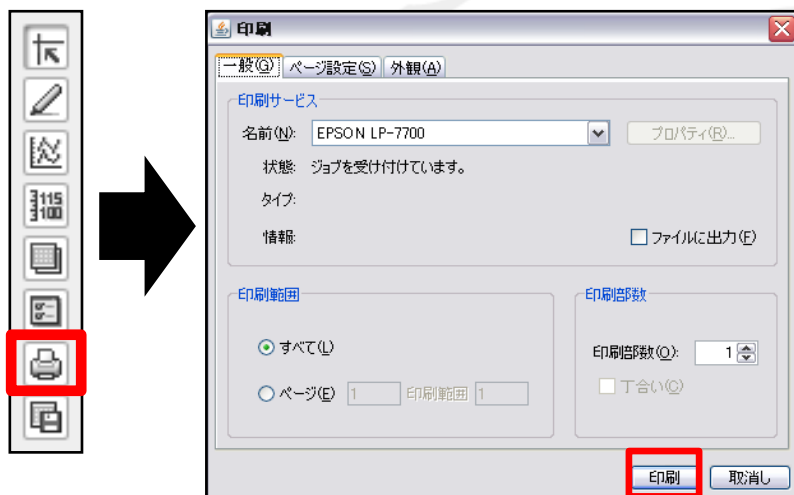 115
100
印刷
一般(G) ページ設定(S) 外観(A)
印刷サービス
名前(N): EPSON LP-7700 プロパティ(R)...
状態: ジョブを受け付けています。
タイプ:
情報: ファイルに出力(F)
印刷範囲
すべて(L)
ページ(E) 1 印刷範囲 1
印刷部数
印刷部数(O): 1
丁合い(C)
印刷 取消し